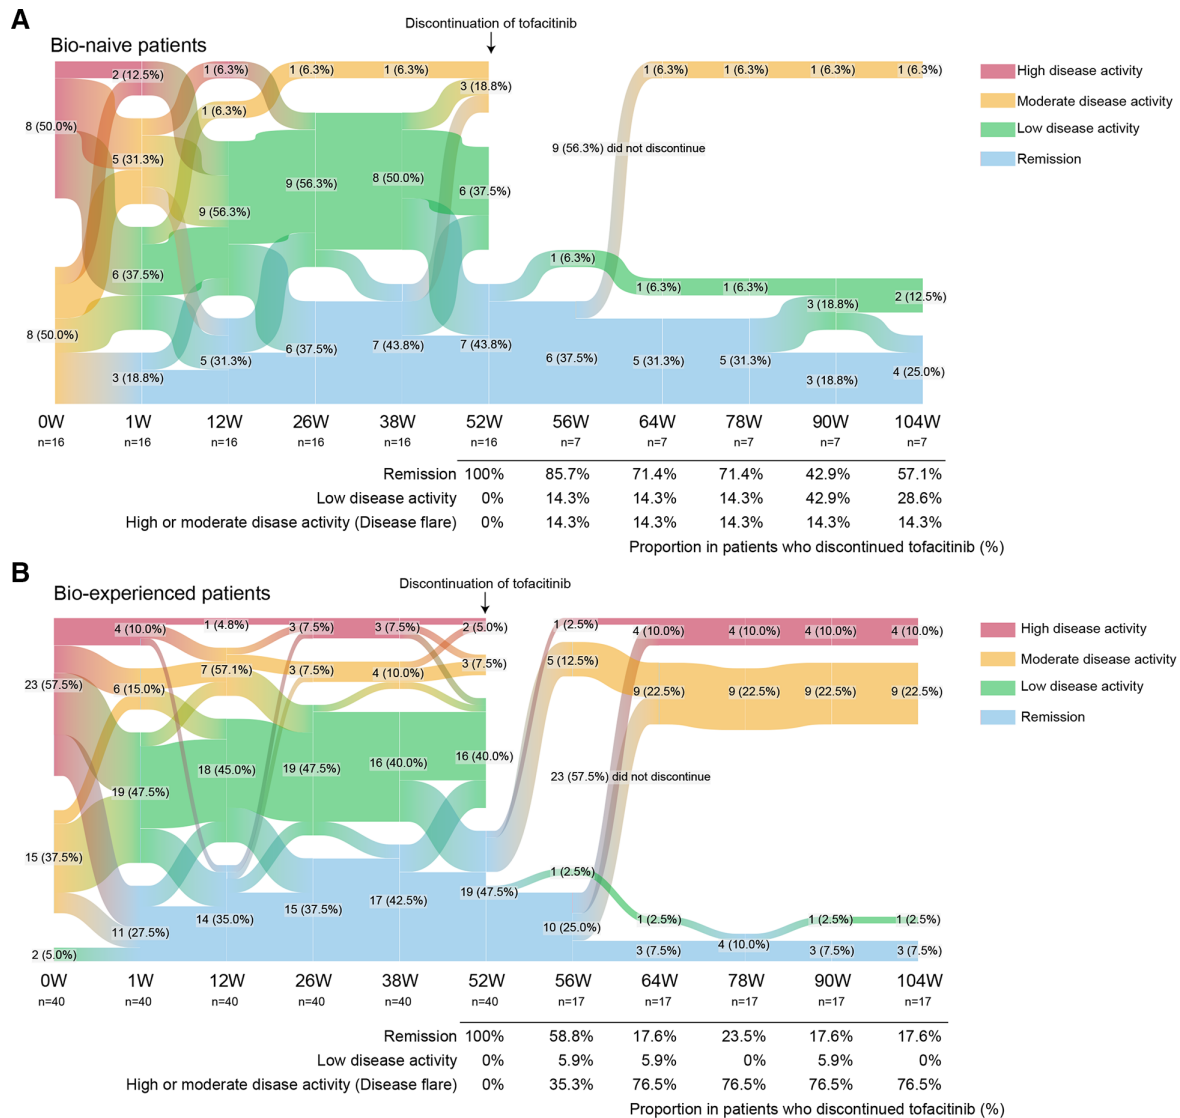 A
Discontinuation of tofacitinib
Bio-naive patients
2 (12.5%)
1 (6.3%)
1 (6.3%)
1 (6.3%)
1 (6.3%)
1 (6.3%)
1 (6.3%)
1 (6.3%)
High disease activity
3 (18.8%)
1 (6.3%)
Moderate disease activity
8 (50.0%)
Low disease activity
5 (31.3%)
9 (56.3%) did not discontinue
Remission
9 (56.3%)
8 (50.0%)
6 (37.5%)
9 (56.3%)
1 (6.3%)
6 (37.5%)
1 (6.3%)
1 (6.3%)
3 (18.8%)
2 (12.5%)
8 (50.0%)
5 (31.3%)
6 (37.5%)
7 (43.8%)
7 (43.8%)
6 (37.5%)
5 (31.3%)
5 (31.3%)
3 (18.8%)
3 (18.8%)
4 (25.0%)
0W 1W 12W 26W 38W 52W 56W 64W 78W 90W 104W
n=16 n=16 n=16 n=16 n=16 n=16 n=7 n=7 n=7 n=7 n=7
Remission 100% 85.7% 71.4% 71.4% 42.9% 57.1%
Low disease activity 0% 14.3% 14.3% 14.3% 42.9% 28.6%
High or moderate disase activity (Disease flare) 0% 14.3% 14.3% 14.3% 14.3% 14.3%
Proportion in patients who discontinued tofacitinib (%)
B
Discontinuation of tofacitinib
Bio-experienced patients
4 (10.0%)
1 (4.8%)
3 (7.5%)
3 (7.5%)
2 (5.0%)
1 (2.5%)
4 (10.0%)
4 (10.0%)
4 (10.0%)
4 (10.0%)
High disease activity
23 (57.5%)
6 (15.0%)
7 (57.1%)
3 (7.5%)
4 (10.0%)
3 (7.5%)
5 (12.5%)
9 (22.5%)
9 (22.5%)
9 (22.5%)
9 (22.5%)
Moderate disease activity
Low disease activity
Remission
19 (47.5%)
18 (45.0%)
19 (47.5%)
16 (40.0%)
16 (40.0%)
23 (57.5%) did not discontinue
15 (37.5%)
11 (27.5%)
14 (35.0%)
15 (37.5%)
17 (42.5%)
19 (47.5%)
1 (2.5%)
10 (25.0%)
1 (2.5%)
1 (2.5%)
1 (2.5%)
2 (5.0%)
3 (7.5%)
4 (10.0%)
3 (7.5%)
3 (7.5%)
0W 1W 12W 26W 38W 52W 56W 64W 78W 90W 104W
n=40 n=40 n=40 n=40 n=40 n=40 n=17 n=17 n=17 n=17 n=17
Remission 100% 58.8% 17.6% 23.5% 17.6% 17.6%
Low disease activity 0% 5.9% 5.9% 0% 5.9% 0%
High or moderate disase activity (Disease flare) 0% 35.3% 76.5% 76.5% 76.5% 76.5%
Proportion in patients who discontinued tofacitinib (%)